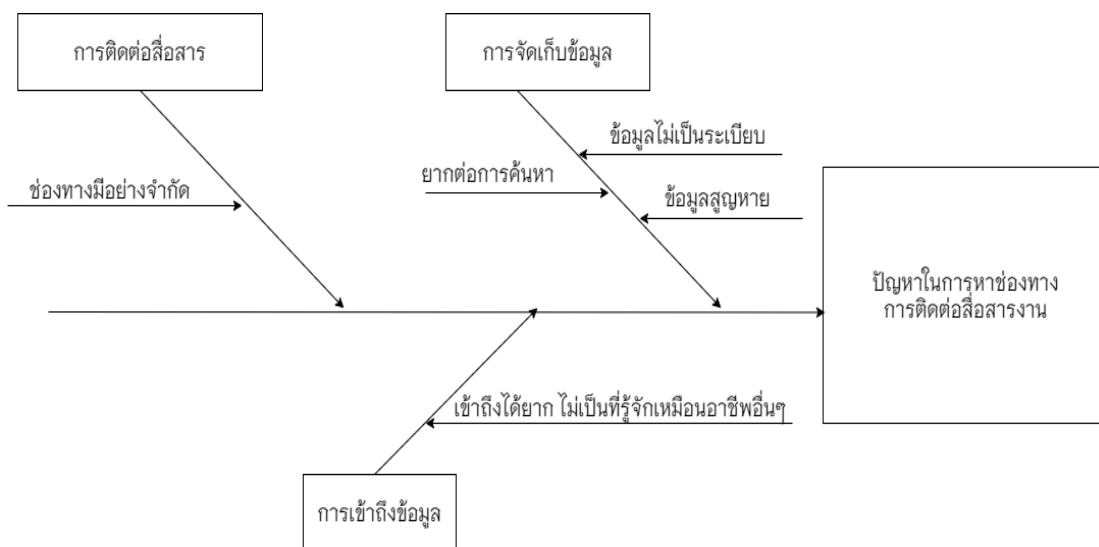 การติดต่อสื่อสาร
การจัดเก็บข้อมูล
ข้อมูลไม่เป็นระเบียบ
ยากต่อการค้นหา
ช่องทางมีอย่างจำกัด
ข้อมูลสูญหาย
ปัญหาในการหาช่องทาง
การติดต่อสื่อสารงาน
เข้าถึงได้ยาก ไม่เป็นที่รู้จักเหมือนอาชีพอื่นๆ
การเข้าถึงข้อมูล